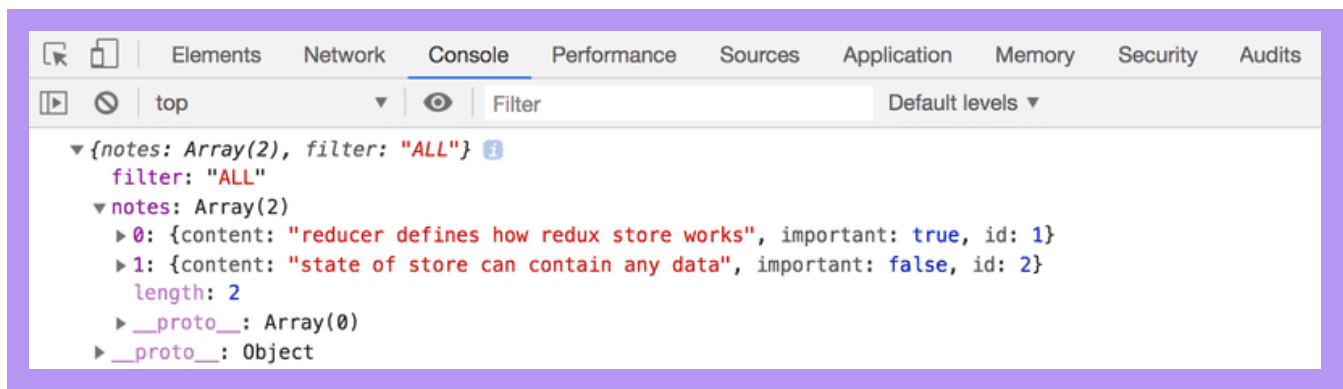 Elements Network Console Performance Sources Application Memory Security Audits
top Filter Default levels
{notes: Array(2), filter: "ALL"} i
filter: "ALL"
notes: Array(2)
0: {content: "reducer defines how redux store works", important: true, id: 1}
1: {content: "state of store can contain any data", important: false, id: 2}
length: 2
__proto__: Array(0)
__proto__: Object